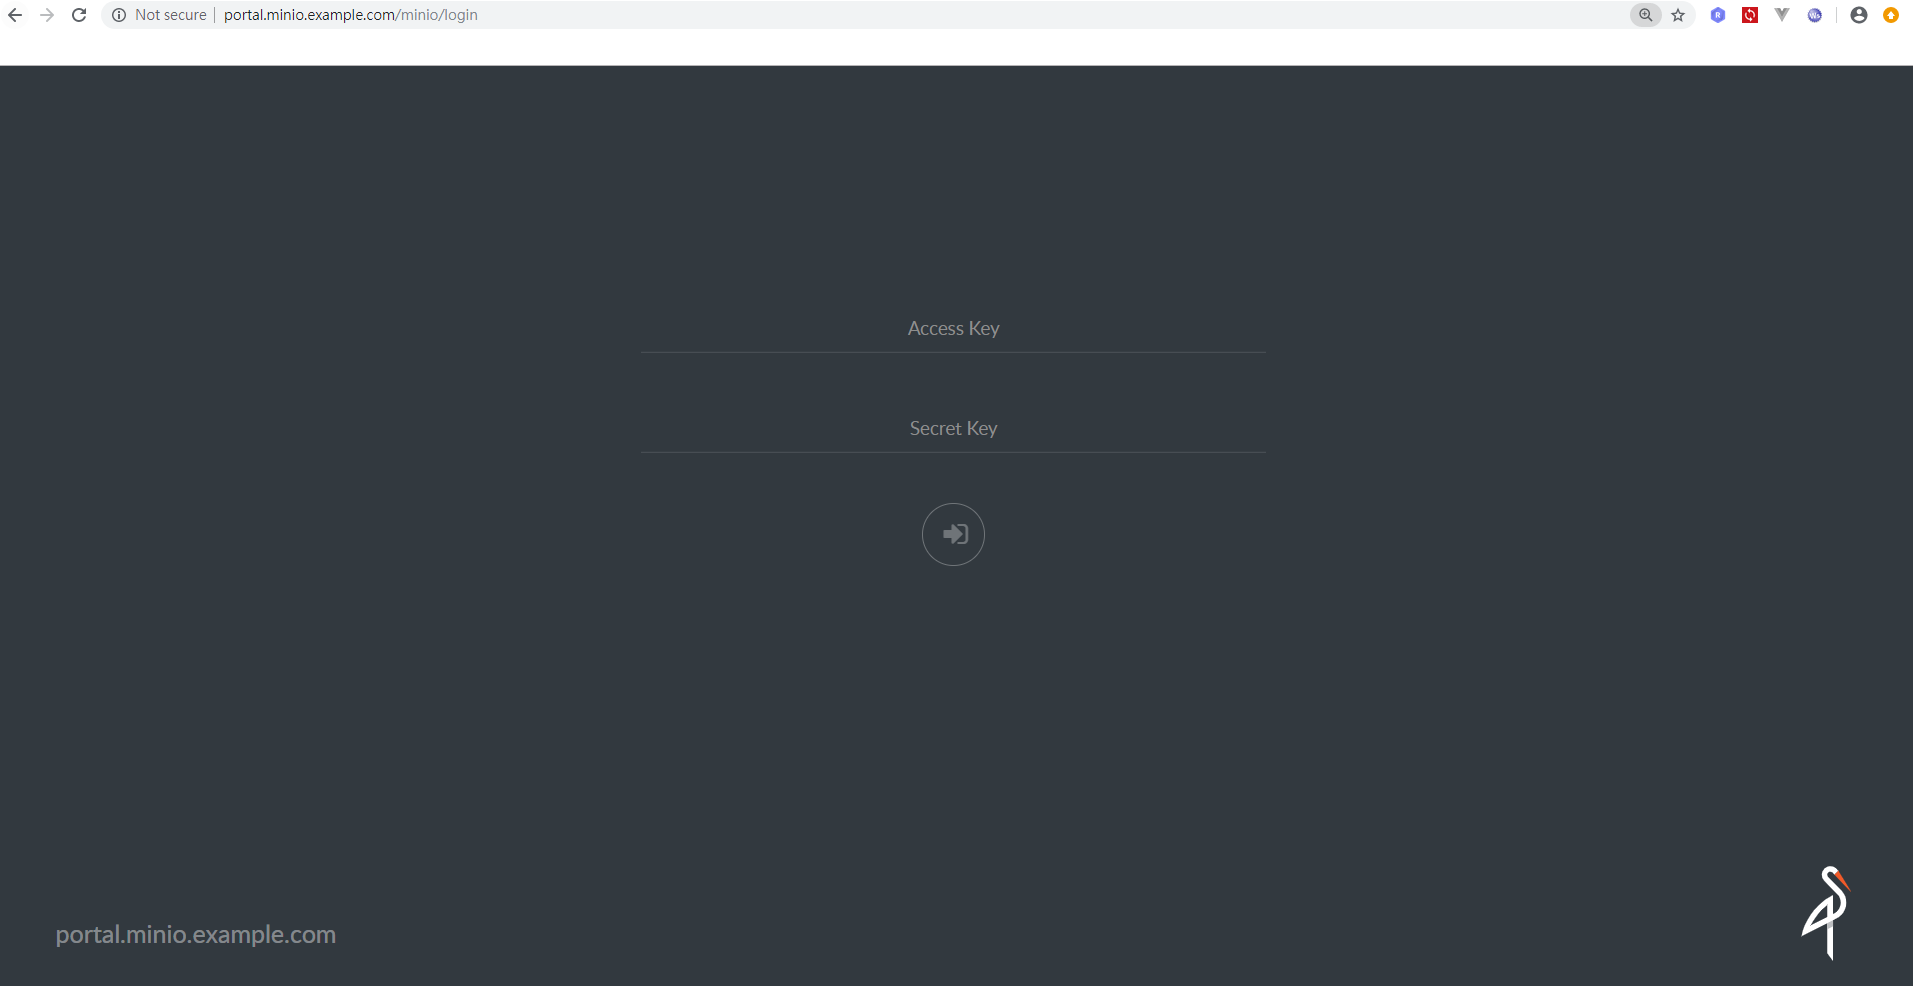 Not secure portal.minio.example.com/minio/login
Access Key
Secret Key
portal.minio.example.com